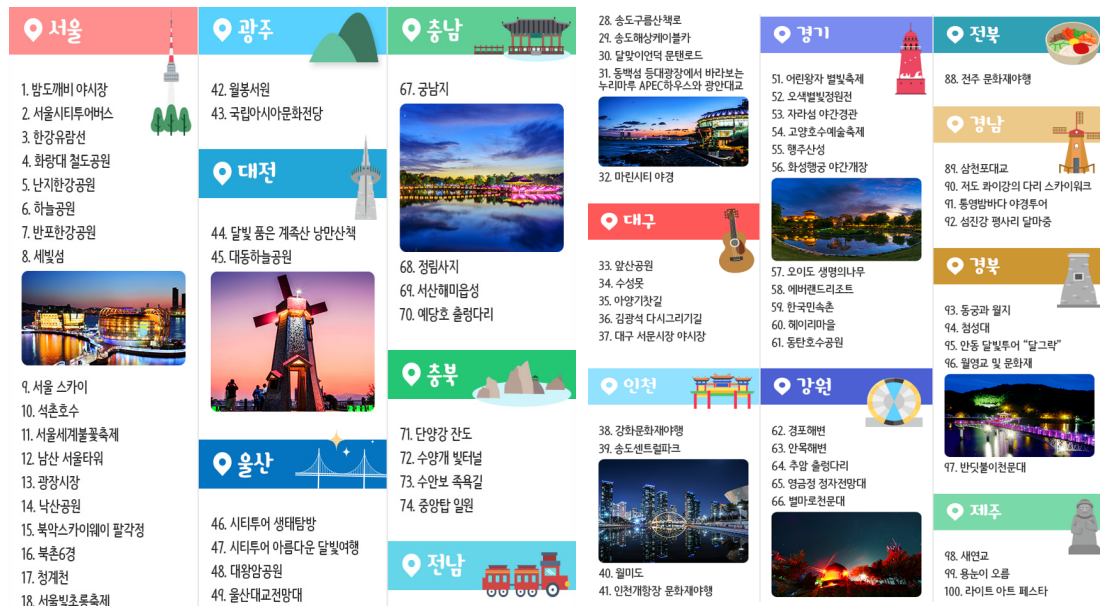 서울
1. 밤도깨비 야시장
2. 서울시티투어버스
3. 한강유람선
4. 화랑대 철도공원
5. 난지한강공원
6. 하늘공원
7. 반포한강공원
8. 세빛섬
9. 서울 스카이
10. 석촌호수
11. 서울세계불꽃축제
12. 남산 서울타워
13. 광장시장
14. 낙산공원
15. 북악스카이웨이 팔각정
16. 북촌6경
17. 청계천
18. 서울빛초롱축제
광주
42. 월봉서원
43. 국립아시아문화전당
대전
44. 달빛 품은 계족산 낭만산책
45. 대동하늘공원
울산
46. 시티투어 생태탐방
47. 시티투어 아름다운 달빛여행
48. 대왕암공원
49. 울산대교전망대
충남
67. 궁남지
68. 정림사지
69. 서산해미읍성
70. 예당호 출렁다리
충북
71. 단양강 잔도
72. 수양개 빛터널
73. 수안보 족욕길
74. 중앙탑 일원
전남
28. 송도구름산책로
29. 송도해상케이블카
30. 달맞이언덕 문탠로드
31. 동백섬 등대광장에서 바라보는
누리마루 APEC하우스와 광안대교
32. 마린시티 야경
대구
33. 앞산공원
34. 수성못
35. 아양기찻길
36. 김광석 다시그리기길
37. 대구 서문시장 야시장
인천
38. 강화문화재야행
39. 송도센트럴파크
40. 월미도
41. 인천개항장 문화재야행
경기
51. 어린왕자 별빛축제
52. 오색별빛정원전
53. 자라섬 야간경관
54. 고양호수예술축제
55. 행주산성
56. 화성행궁 야간개장
57. 오이도 생명의나무
58. 에버랜드리조트
59. 한국민속촌
60. 헤이리마을
61. 동탄호수공원
강원
62. 경포해변
63. 안목해변
64. 추암 출렁다리
65. 영금정 정자전망대
66. 별마로천문대
전북
88. 전주 문화재야행
경남
89. 삼천포대교
90. 저도 콰이강의 다리 스카이워크
91. 통영밤바다 야경투어
92. 섬진강 평사리 달마중
경북
93. 동궁과 월지
94. 첨성대
95. 안동 달빛투어 "달그락"
96. 월영교 및 문화재
97. 반딧불이천문대
제주
98. 새연교
99. 용눈이 오름
100. 라이트 아트 페스타